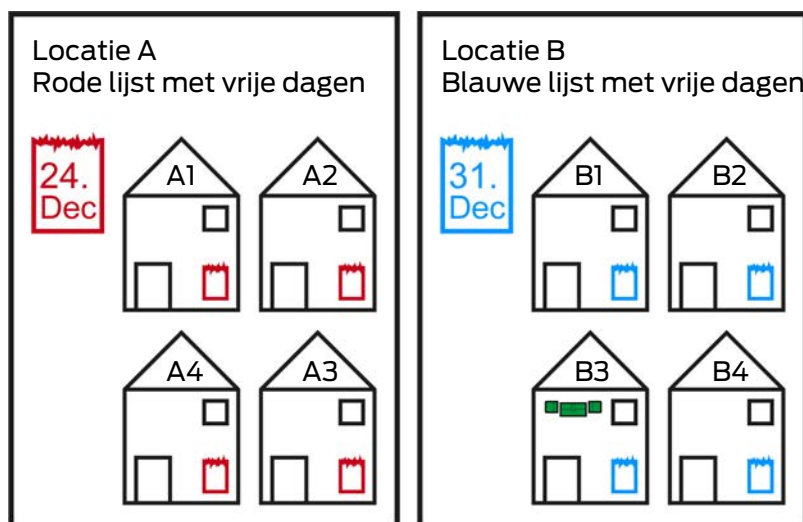 Locatie A
Rode lijst met vrije dagen
24.
Dec
A1
A2
A4
A3
Locatie B
Blauwe lijst met vrije dagen
31.
Dec
B1
B2
B3
B4